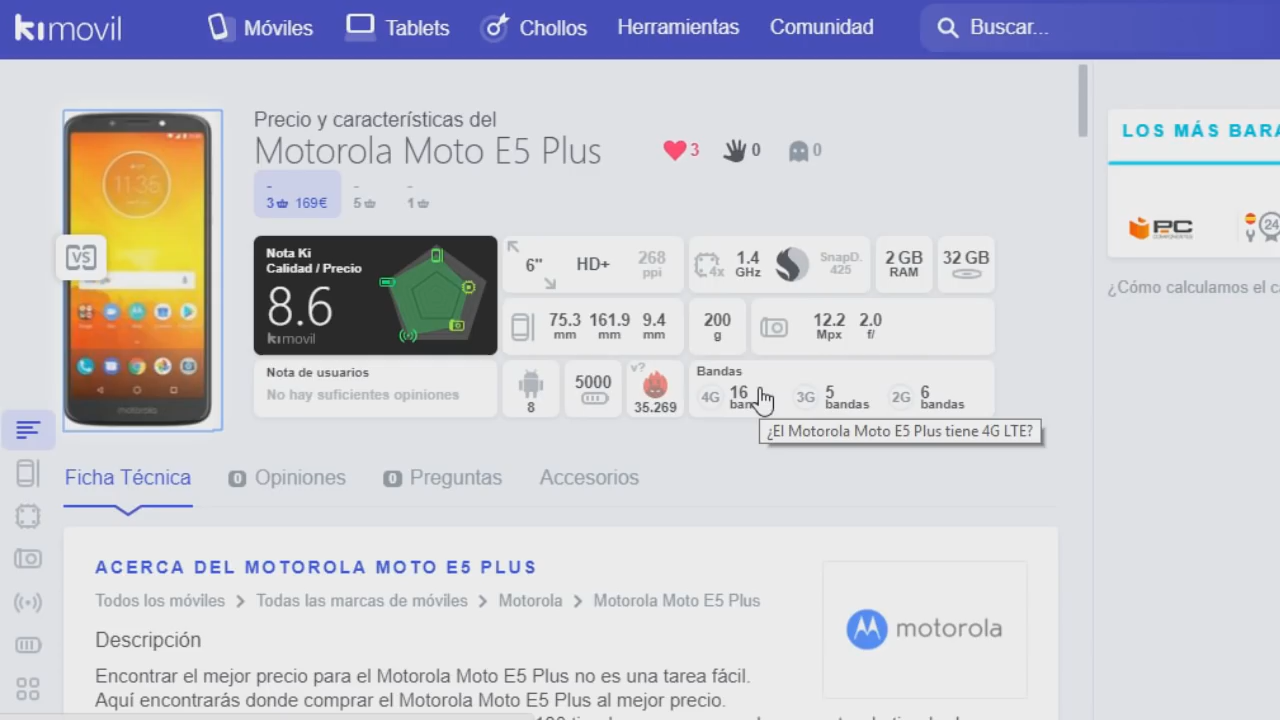 kimovil
Móviles
Tablets
Chollos
Herramientas
Comunidad
Buscar...
Precio y características del
Motorola Moto E5 Plus
3
0
0
-
3 169€
-
5
-
1
VS
11:35
motorola
Nota Ki
Calidad / Precio
8.6
kimovil
6" HD+ 268 ppi
4x 1.4 GHz SnapD. 425
2 GB RAM
32 GB
75.3 mm 161.9 mm 9.4 mm
200 g
12.2 Mpx 2.0 f/
Nota de usuarios
No hay suficientes opiniones
8
5000
v?
35.269
Bandas
4G 16 ban
3G 5 bandas
2G 6 bandas
¿El Motorola Moto E5 Plus tiene 4G LTE?
LOS MÁS BARA
PC
24
¿Cómo calculamos el c
Ficha Técnica
0 Opiniones
0 Preguntas
Accesorios
ACERCA DEL MOTOROLA MOTO E5 PLUS
Todos los móviles > Todas las marcas de móviles > Motorola > Motorola Moto E5 Plus
Descripción
Encontrar el mejor precio para el Motorola Moto E5 Plus no es una tarea fácil.
Aquí encontrarás donde comprar el Motorola Moto E5 Plus al mejor precio.
motorola